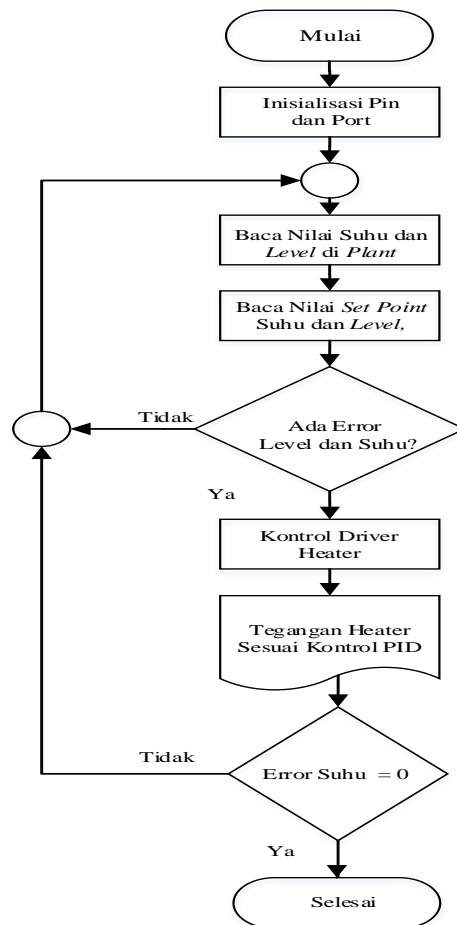 Mulai
Inisialisasi Pin
dan Port
Baca Nilai Suhu dan
Level di Plant
Baca Nilai Set Point
Suhu dan Level,
Tidak
Ada Error
Level dan Suhu?
Ya
Kontrol Driver
Heater
Tegangan Heater
Sesuai Kontrol PID
Tidak
Error Suhu = 0
Ya
Selesai